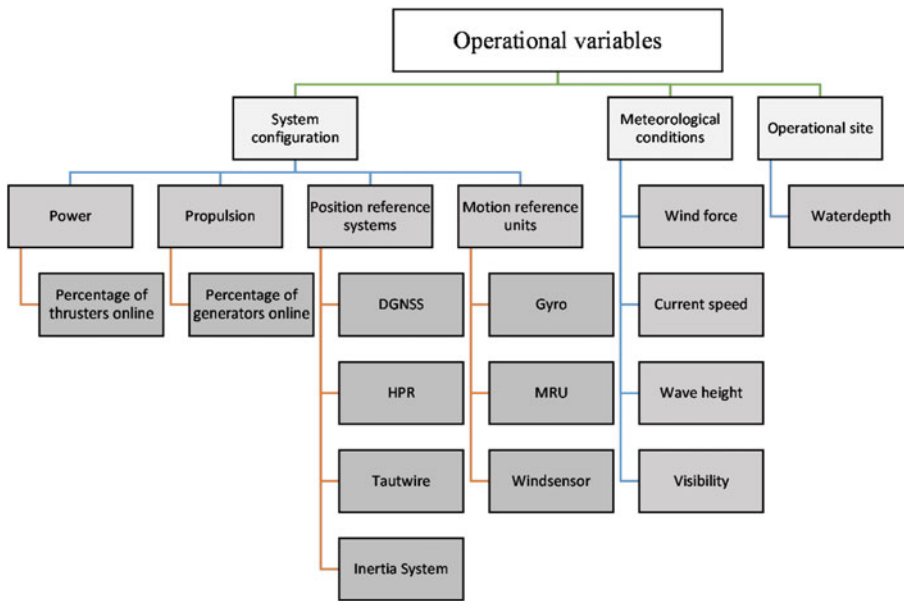 Operational variables
System
configuration
Meteorological
conditions
Operational site
Power
Propulsion
Position reference
systems
Motion reference
units
Wind force
Waterdepth
Percentage of
thrusters online
Percentage of
generators online
DGNSS
Gyro
Current speed
HPR
MRU
Wave height
Tautwire
Windsensor
Visibility
Inertia System